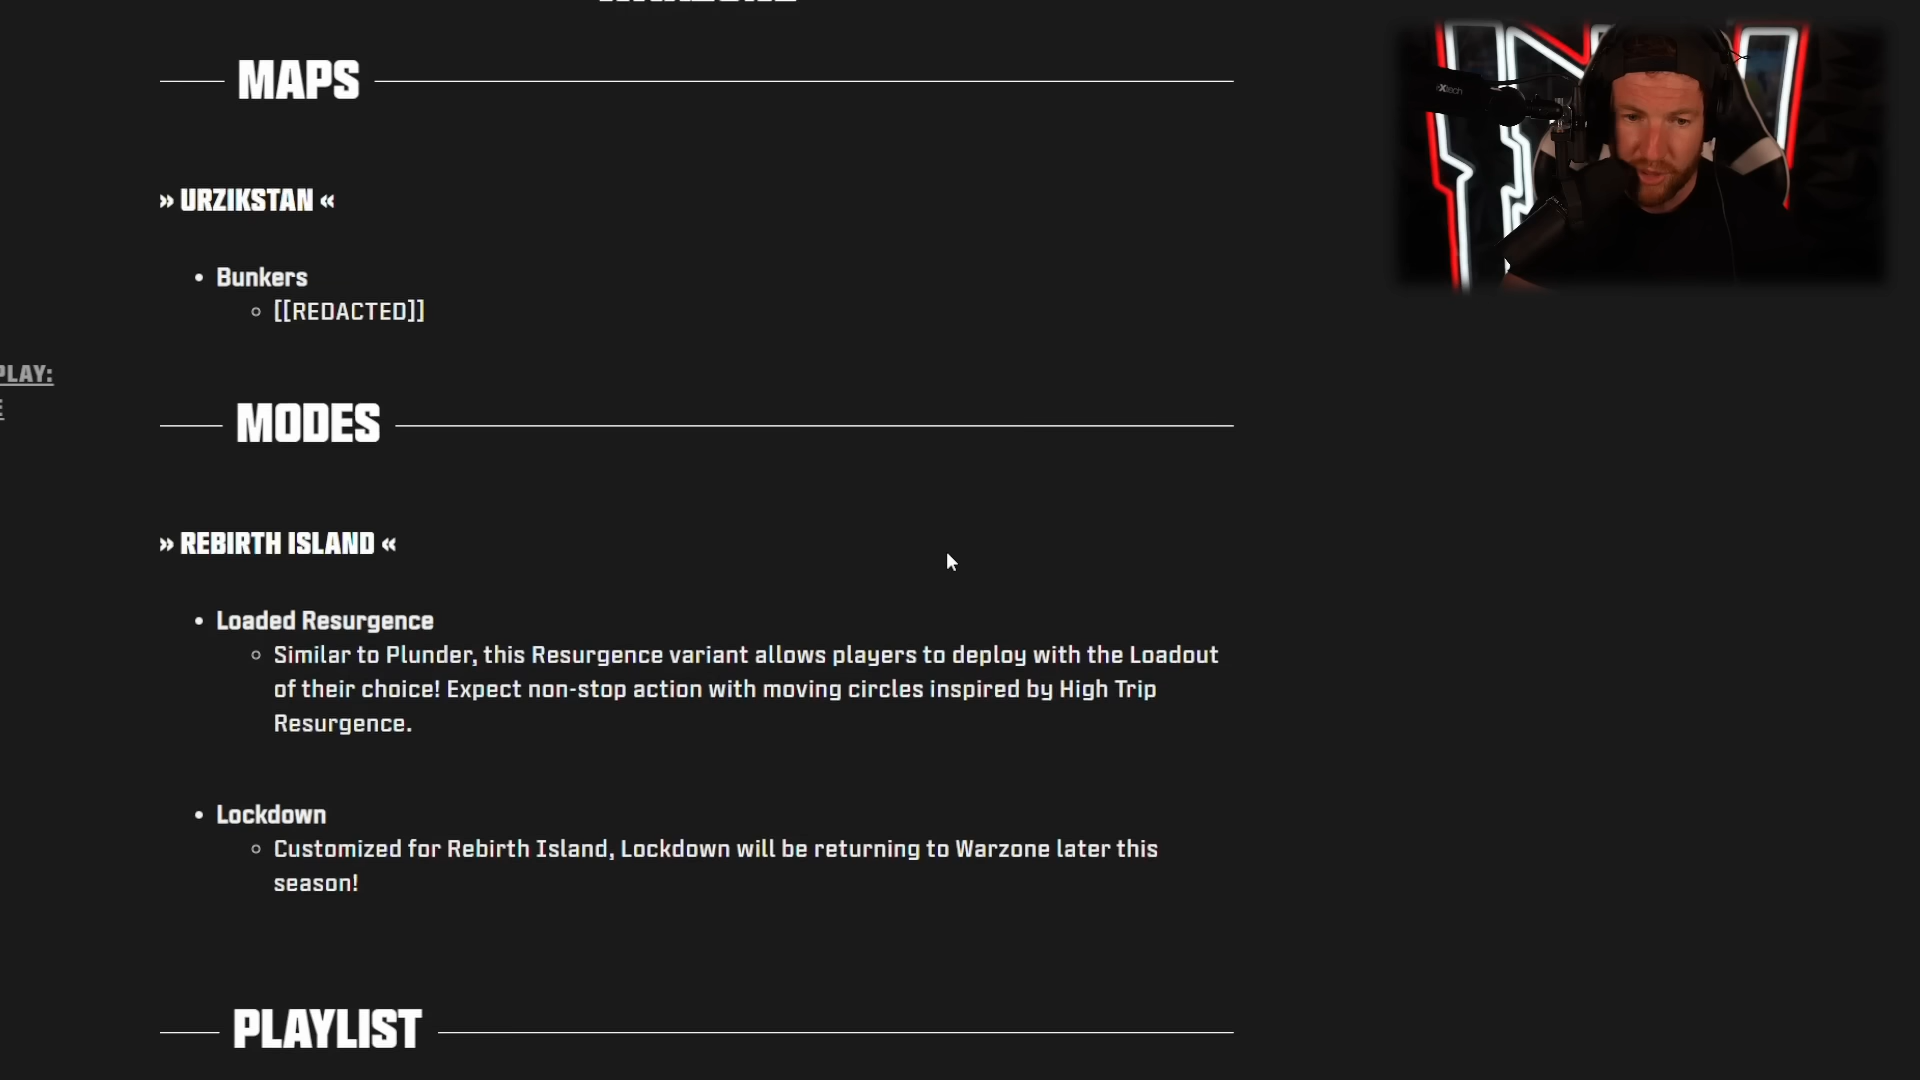 MAPS
» URZIKSTAN «
• Bunkers
[[REDACTED]]
PLAY:
MODES
» REBIRTH ISLAND «
• Loaded Resurgence
Similar to Plunder, this Resurgence variant allows players to deploy with the Loadout
of their choice! Expect non-stop action with moving circles inspired by High Trip
Resurgence.
• Lockdown
Customized for Rebirth Island, Lockdown will be returning to Warzone later this
season!
PLAYLIST